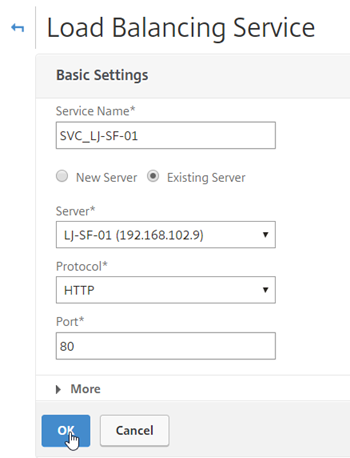 Load Balancing Service
Basic Settings
Service Name*
SVC_LJ-SF-01
New Server Existing Server
Server*
LJ-SF-01 (192.168.102.9)
Protocol*
HTTP
Port*
80
More
OK Cancel